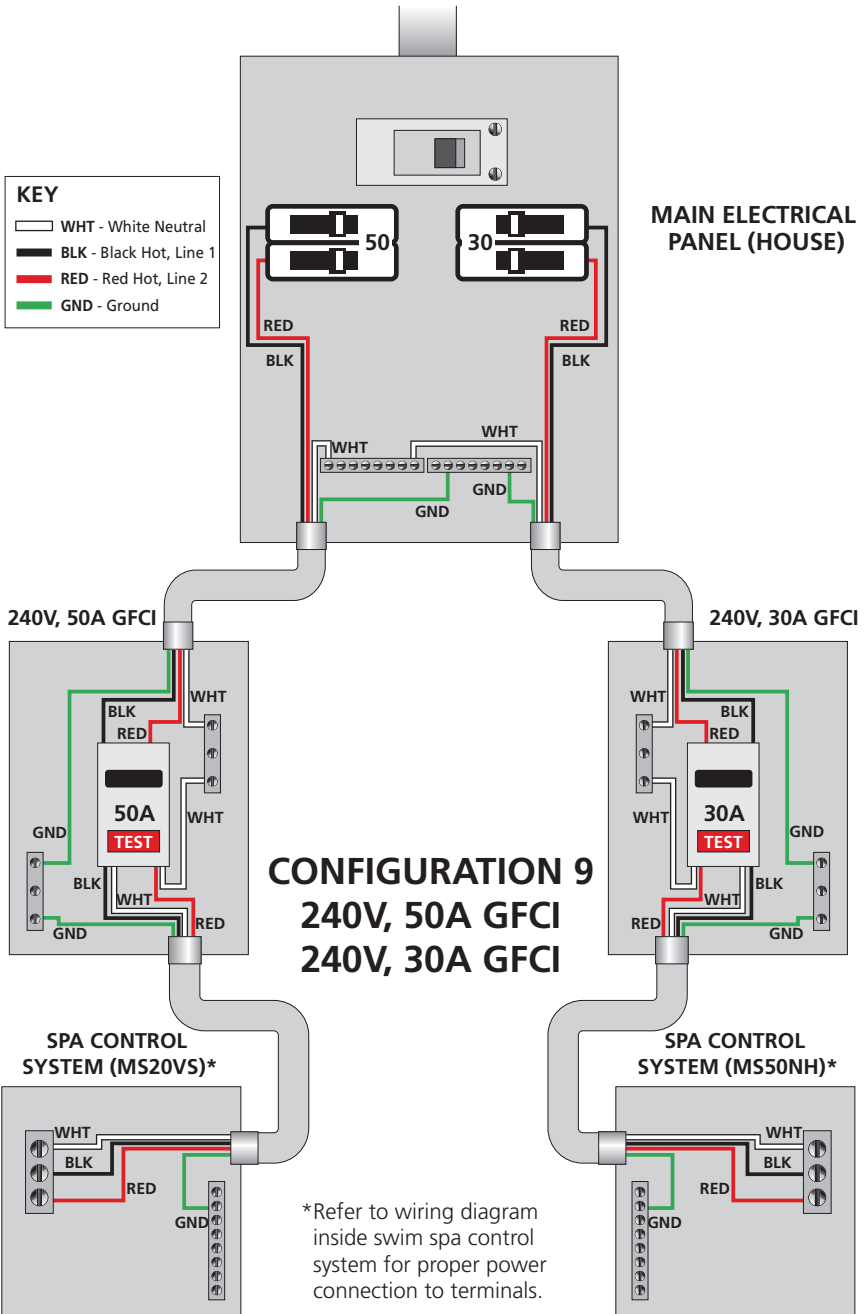 KEY
WHT - White Neutral
BLK - Black Hot, Line 1
RED - Red Hot, Line 2
GND - Ground
MAIN ELECTRICAL
PANEL (HOUSE)
50
30
RED
BLK
RED
BLK
WHT
WHT
GND
GND
240V, 50A GFCI
240V, 30A GFCI
WHT
BLK
RED
50A
TEST
WHT
GND
BLK
WHT
RED
GND
WHT
BLK
RED
30A
TEST
WHT
GND
BLK
WHT
RED
GND
CONFIGURATION 9
240V, 50A GFCI
240V, 30A GFCI
SPA CONTROL
SYSTEM (MS20VS)*
WHT
BLK
RED
GND
SPA CONTROL
SYSTEM (MS50NH)*
WHT
BLK
RED
GND
*Refer to wiring diagram
inside swim spa control
system for proper power
connection to terminals.